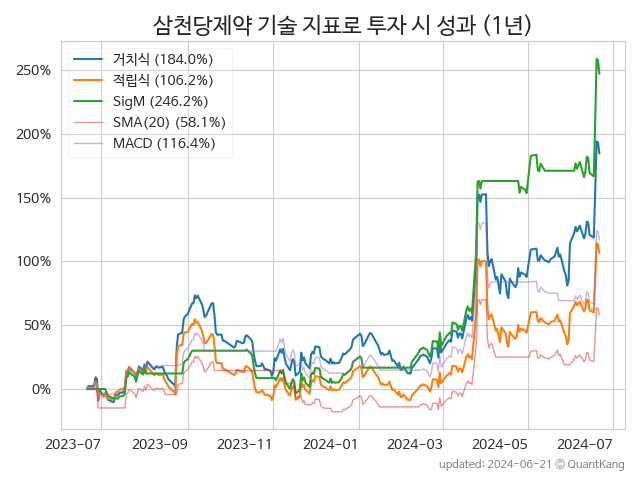 삼천당제약 기술 지표로 투자 시 성과 (1년)
거치식 (184.0%)
적립식 (106.2%)
SigM (246.2%)
SMA(20) (58.1%)
MACD (116.4%)
250%
200%
150%
100%
50%
0%
2023-07 2023-09 2023-11 2024-01 2024-03 2024-05 2024-07
updated: 2024-06-21 © QuantKang